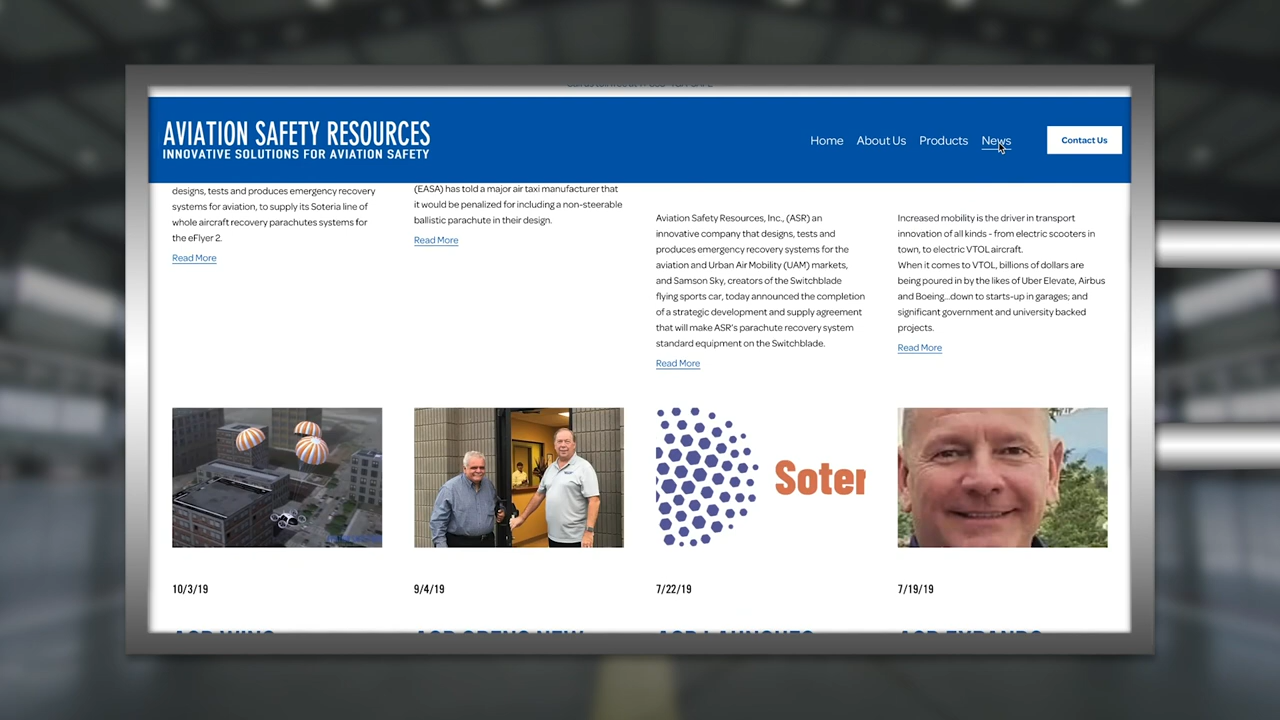 AVIATION SAFETY RESOURCES
INNOVATIVE SOLUTIONS FOR AVIATION SAFETY
Home
About Us
Products
News
Contact Us
designs, tests and produces emergency recovery
systems for aviation, to supply its Soteria line of
whole aircraft recovery parachutes systems for
the eFlyer 2.
Read More
(EASA) has told a major air taxi manufacturer that
it would be penalized for including a non-steerable
ballistic parachute in their design.
Read More
Aviation Safety Resources, Inc., (ASR) an
innovative company that designs, tests and
produces emergency recovery systems for the
aviation and Urban Air Mobility (UAM) markets,
and Samson Sky, creators of the Switchblade
flying sports car, today announced the completion
of a strategic development and supply agreement
that will make ASR's parachute recovery system
standard equipment on the Switchblade.
Read More
Increased mobility is the driver in transport
innovation of all kinds - from electric scooters in
town, to electric VTOL aircraft.
When it comes to VTOL, billions of dollars are
being poured in by the likes of Uber Elevate, Airbus
and Boeing...down to starts-up in garages; and
significant government and university backed
projects.
Read More
Soter
10/3/19
9/4/19
7/22/19
7/19/19